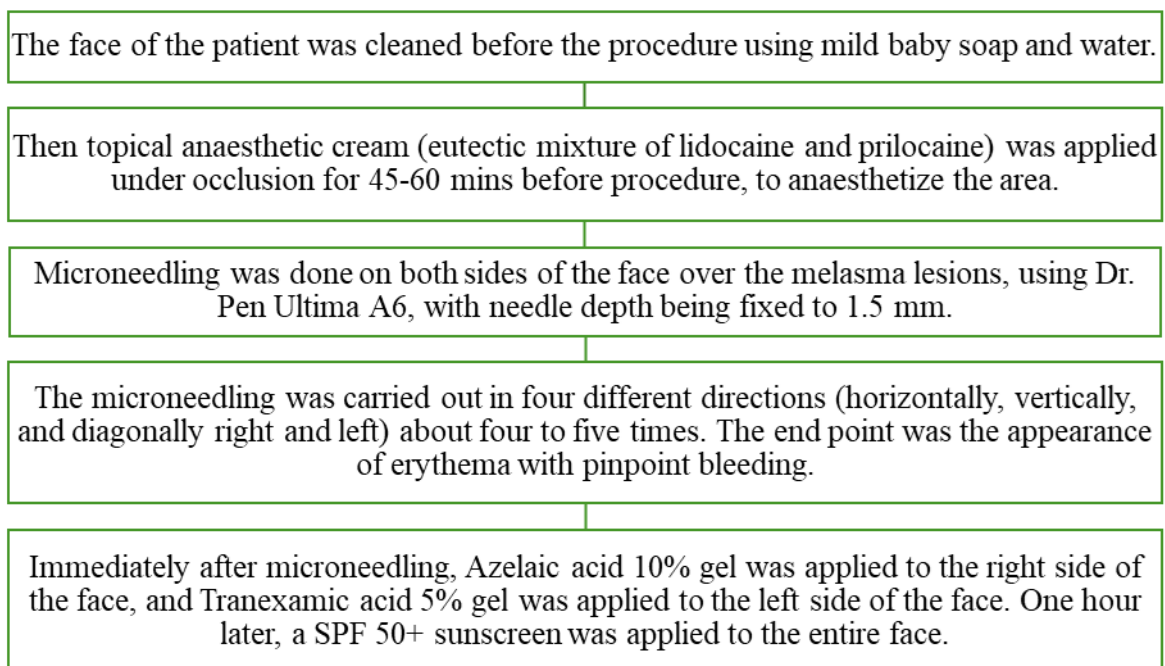 The face of the patient was cleaned before the procedure using mild baby soap and water.
Then topical anaesthetic cream (eutectic mixture of lidocaine and prilocaine) was applied
under occlusion for 45-60 mins before procedure, to anaesthetize the area.
Microneedling was done on both sides of the face over the melasma lesions, using Dr.
Pen Ultima A6, with needle depth being fixed to 1.5 mm.
The microneedling was carried out in four different directions (horizontally, vertically,
and diagonally right and left) about four to five times. The end point was the appearance
of erythema with pinpoint bleeding.
Immediately after microneedling, Azelaic acid 10% gel was applied to the right side of
the face, and Tranexamic acid 5% gel was applied to the left side of the face. One hour
later, a SPF 50+ sunscreen was applied to the entire face.